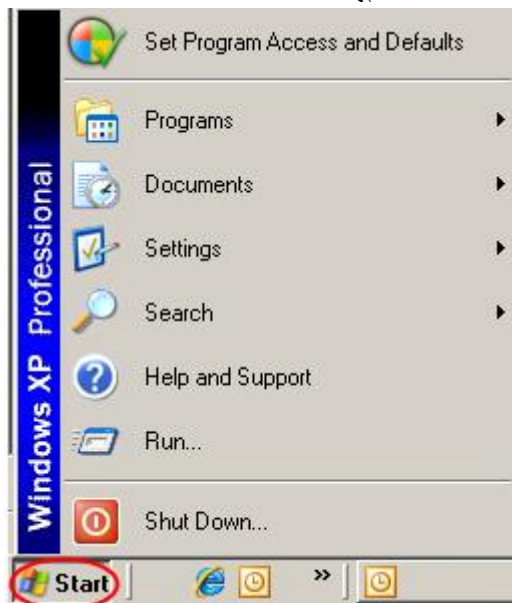 Set Program Access and Defaults
Programs
Documents
Settings
Search
Help and Support
Run...
Shut Down...
Windows XP Professional
Start
»